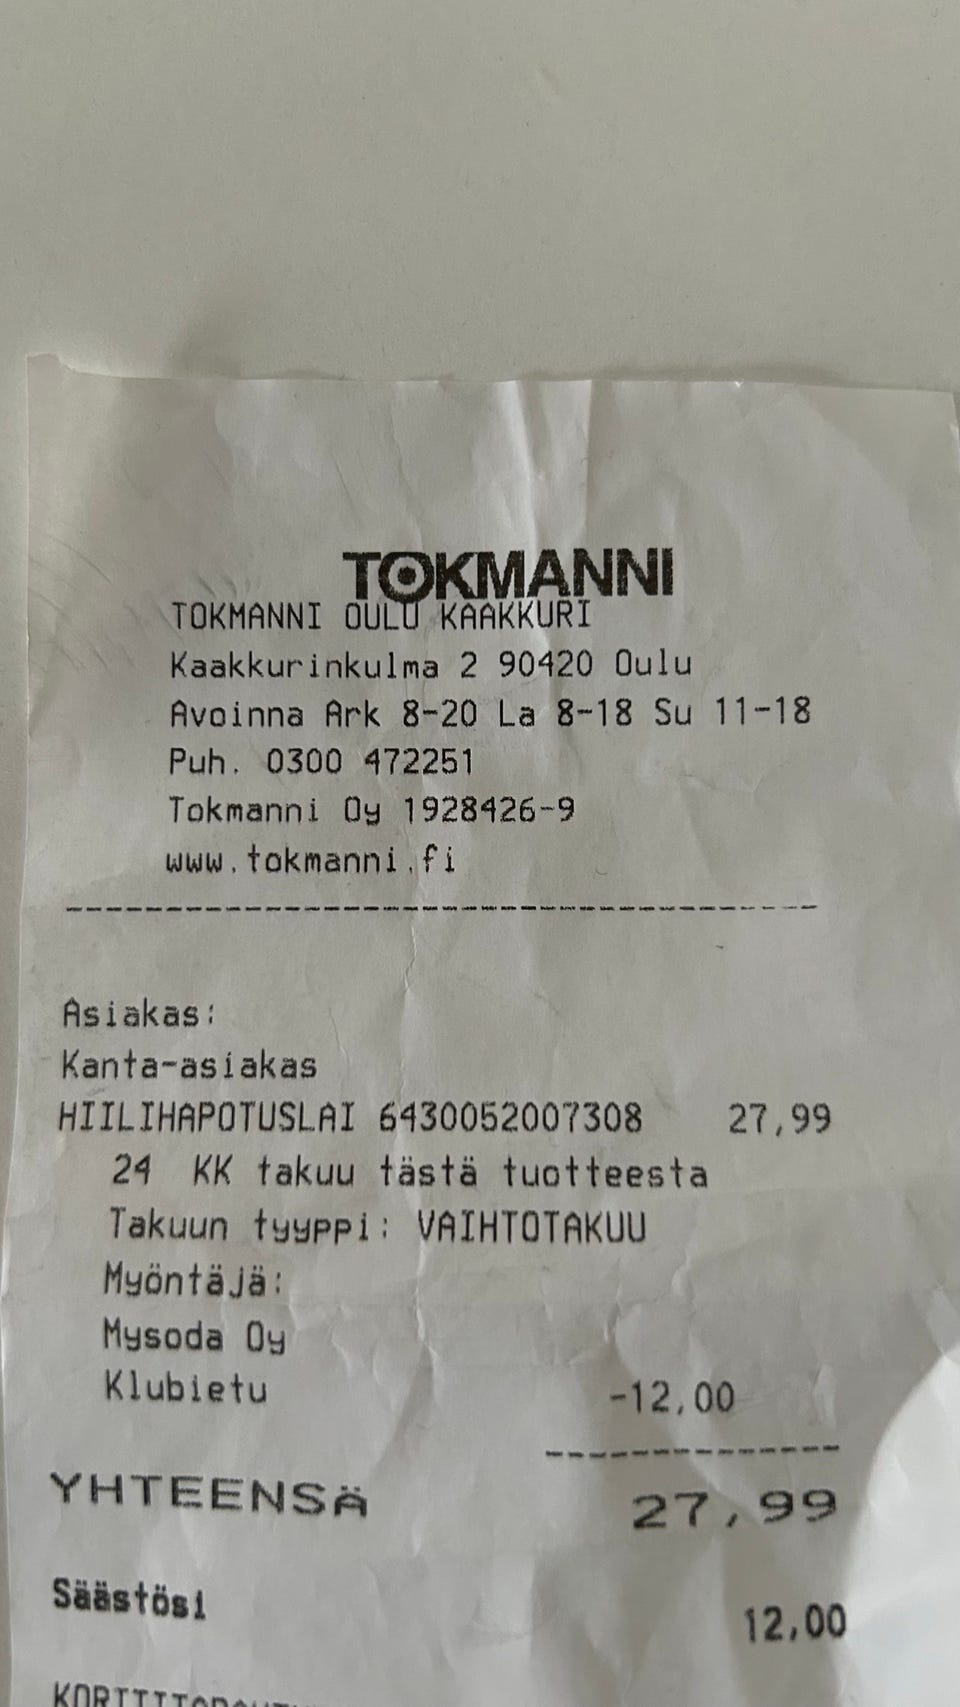 TOKMANNI
TOKMANNI OULU KAAKKURI
Kaakkurinkulma 2 90420 Oulu
Avoinna Ark 8-20 La 8-18 Su 11-18
Puh. 0300 472251
Tokmanni Oy 1928426-9
www.tokmanni.fi
Asiakas:
Kanta-asiakas
HIILIHAPOTUSLAI 6430052007308 27,99
24 KK takuu tästä tuotteesta
Takuun tyyppi: VAIHTOTAKUU
Myöntäjä:
Mysoda Oy
Klubietu -12,00
YHTEENSÄ 27,99
Säästösi 12,00